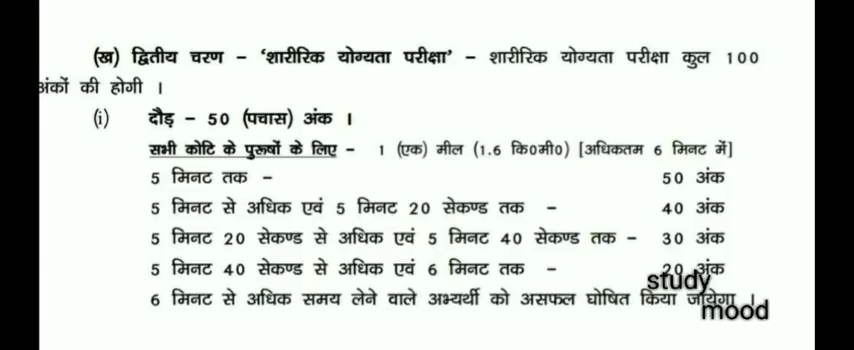 (ख) द्वितीय चरण – ‘शारीरिक योग्यता परीक्षा’ – शारीरिक योग्यता परीक्षा कुल 100
अंकों की होगी ।
(i) दौड़ – 50 (पचास) अंक ।
सभी कोटि के पुरूषों के लिए – 1 (एक) मील (1.6 कि०मी०) [अधिकतम 6 मिनट में]
5 मिनट तक – 50 अंक
5 मिनट से अधिक एवं 5 मिनट 20 सेकण्ड तक – 40 अंक
5 मिनट 20 सेकण्ड से अधिक एवं 5 मिनट 40 सेकण्ड तक – 30 अंक
5 मिनट 40 सेकण्ड से अधिक एवं 6 मिनट तक – 20 अंक
6 मिनट से अधिक समय लेने वाले अभ्यर्थी को असफल घोषित किया जायेगा ।
study
mood